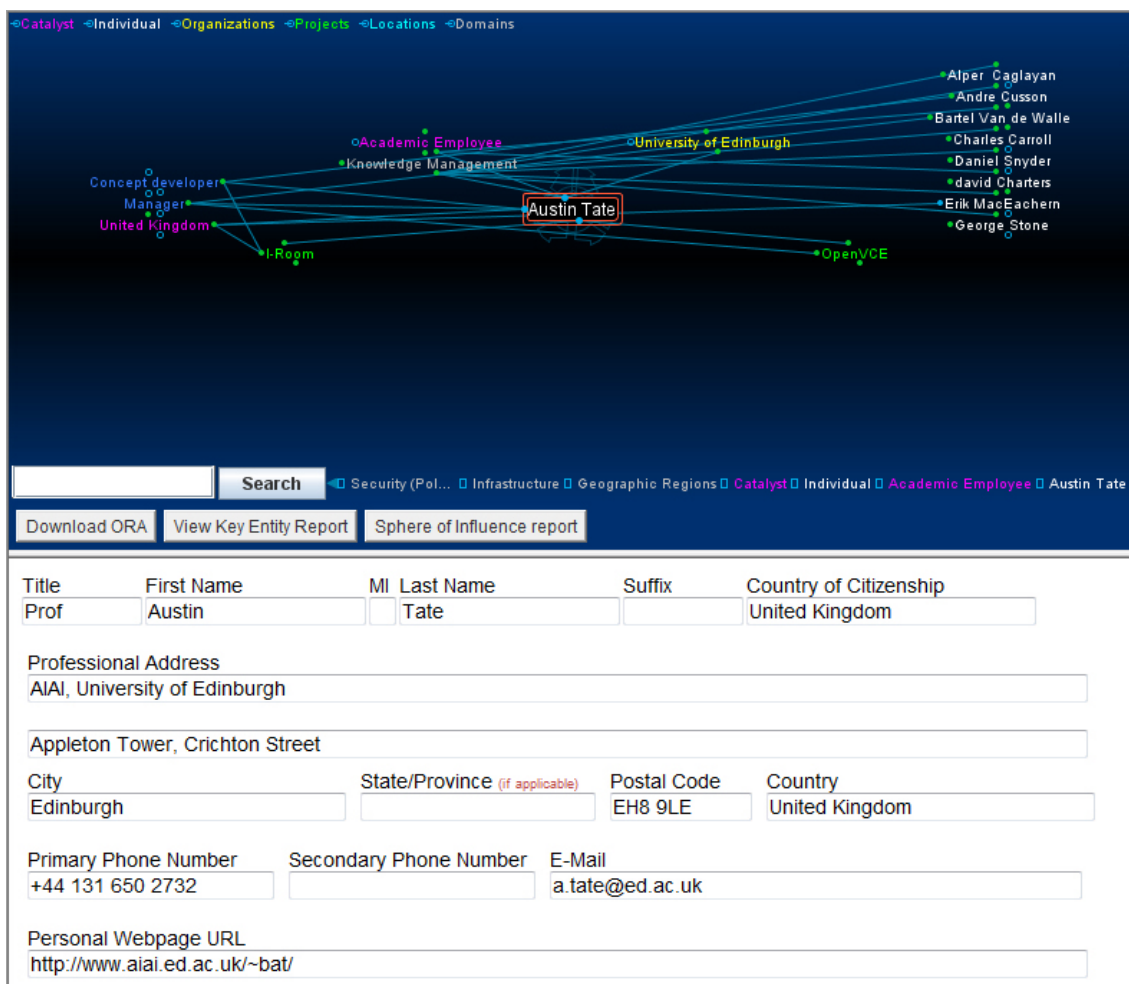 Catalyst Individual Organizations Projects Locations Domains
Alper Caglayan
Andre Cusson
Bartel Van de Walle
Academic Employee University of Edinburgh Charles Carroll
Knowledge Management Daniel Snyder
Concept developer david Charters
Manager Austin Tate Erik MacEachern
United Kingdom George Stone
I-Room OpenVCE
Search Security (Pol... Infrastructure Geographic Regions Catalyst Individual Academic Employee Austin Tate
Download ORA View Key Entity Report Sphere of Influence report
Title First Name MI Last Name Suffix Country of Citizenship
Prof Austin Tate United Kingdom
Professional Address
AIAI, University of Edinburgh
Appleton Tower, Crichton Street
City State/Province (if applicable) Postal Code Country
Edinburgh EH8 9LE United Kingdom
Primary Phone Number Secondary Phone Number E-Mail
+44 131 650 2732 a.tate@ed.ac.uk
Personal Webpage URL
http://www.aiai.ed.ac.uk/~bat/